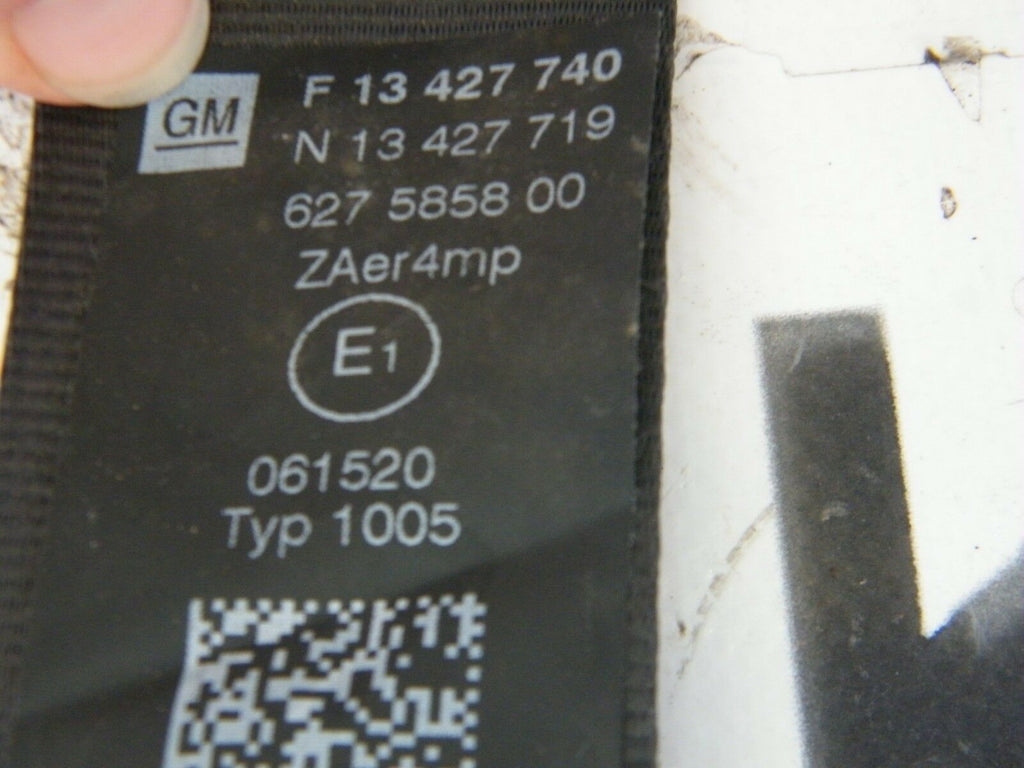 GM
F 13 427 740
N 13 427 719
627 5858 00
ZAer4mp
E1
061520
Typ 1005